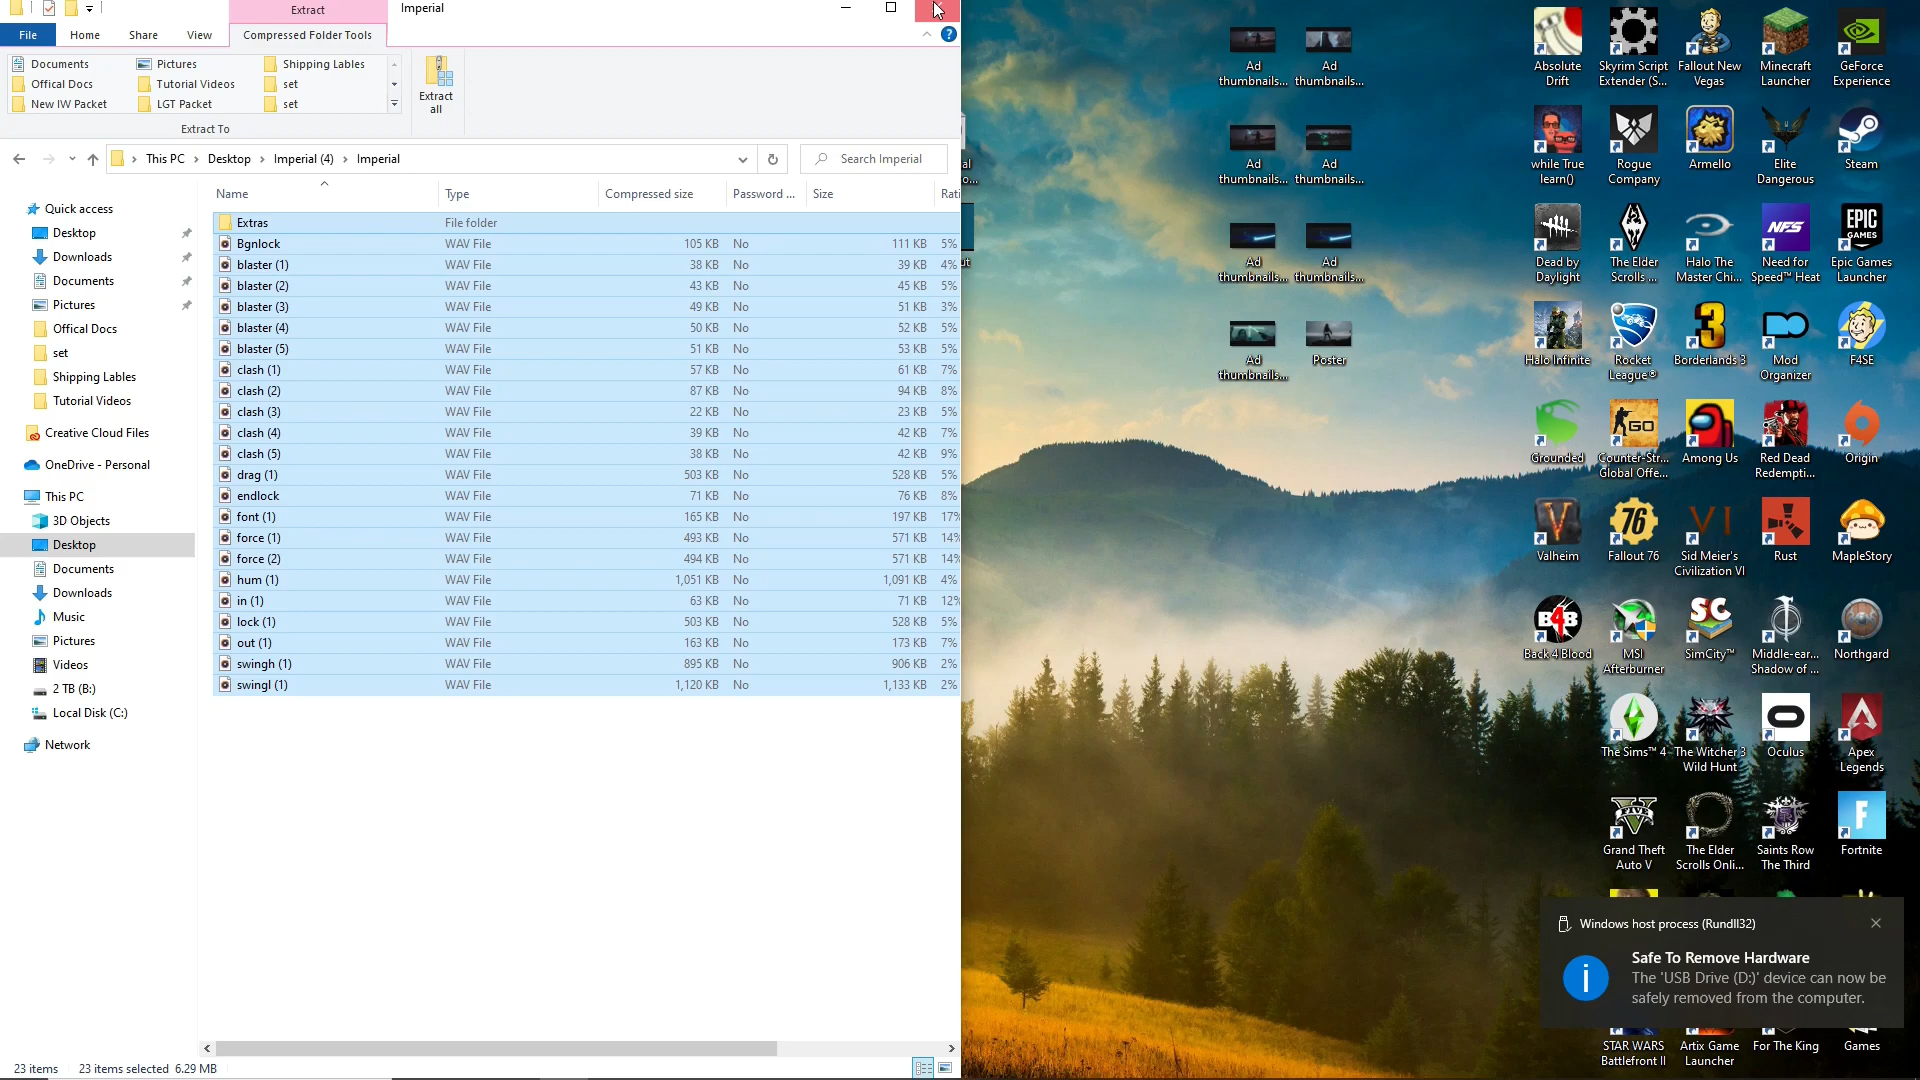 Extract
Imperial
File
Home
Share
View
Compressed Folder Tools
Documents
Pictures
Shipping Lables
Offical Docs
Tutorial Videos
set
New IW Packet
LGT Packet
set
Extract To
Extract
all
This PC
Desktop
Imperial (4)
Imperial
Search Imperial
Name
Type
Compressed size
Password ...
Size
Rati
Quick access
Desktop
Downloads
Documents
Pictures
Offical Docs
set
Shipping Lables
Tutorial Videos
Creative Cloud Files
OneDrive - Personal
This PC
3D Objects
Desktop
Documents
Downloads
Music
Pictures
Videos
2 TB (B:)
Local Disk (C:)
Network
Extras File folder
Bgnlock WAV File 105 KB No 111 KB 5%
blaster (1) WAV File 38 KB No 39 KB 4%
blaster (2) WAV File 43 KB No 45 KB 5%
blaster (3) WAV File 49 KB No 51 KB 3%
blaster (4) WAV File 50 KB No 52 KB 5%
blaster (5) WAV File 51 KB No 53 KB 5%
clash (1) WAV File 57 KB No 61 KB 7%
clash (2) WAV File 87 KB No 94 KB 8%
clash (3) WAV File 22 KB No 23 KB 5%
clash (4) WAV File 39 KB No 42 KB 7%
clash (5) WAV File 38 KB No 42 KB 9%
drag (1) WAV File 503 KB No 528 KB 5%
endlock WAV File 71 KB No 76 KB 8%
font (1) WAV File 165 KB No 197 KB 17%
force (1) WAV File 493 KB No 571 KB 14%
force (2) WAV File 494 KB No 571 KB 14%
hum (1) WAV File 1,051 KB No 1,091 KB 4%
in (1) WAV File 63 KB No 71 KB 12%
lock (1) WAV File 503 KB No 528 KB 5%
out (1) WAV File 163 KB No 173 KB 7%
swingh (1) WAV File 895 KB No 906 KB 2%
swingl (1) WAV File 1,120 KB No 1,133 KB 2%
23 items
23 items selected 6.29 MB
Ad
thumbnails...
Ad
thumbnails...
Ad
thumbnails...
Ad
thumbnails...
Ad
thumbnails...
Ad
thumbnails...
Ad
thumbnails...
Poster
Absolute
Drift
Skyrim Script
Extender (S...
Fallout New
Vegas
Minecraft
Launcher
GeForce
Experience
while True
learn()
Rogue
Company
Armello
Elite
Dangerous
Steam
Dead by
Daylight
The Elder
Scrolls ...
Halo The
Master Chi...
NFS
Need for
Speed™ Heat
EPIC
GAMES
Epic Games
Launcher
Halo Infinite
Rocket
League®
3
Borderlands 3
Mod
Organizer
F4SE
Grounded
GO
Counter-Str...
Global Offe...
Among Us
Red Dead
Redempti...
Origin
V
Valheim
76
Fallout 76
VI
Sid Meier's
Civilization VI
Rust
MapleStory
B4B
Back 4 Blood
MSI
Afterburner
SC
SimCity™
Middle-ear...
Shadow of ...
Northgard
The Sims™ 4
The Witcher 3
Wild Hunt
Oculus
Apex
Legends
V
FIVE
Grand Theft
Auto V
The Elder
Scrolls Onli...
Saints Row
The Third
F
Fortnite
Windows host process (Rundll32)
Safe To Remove Hardware
The 'USB Drive (D:)' device can now be
safely removed from the computer.
STAR WARS
Battlefront II
Artix Game
Launcher
For The King
Games